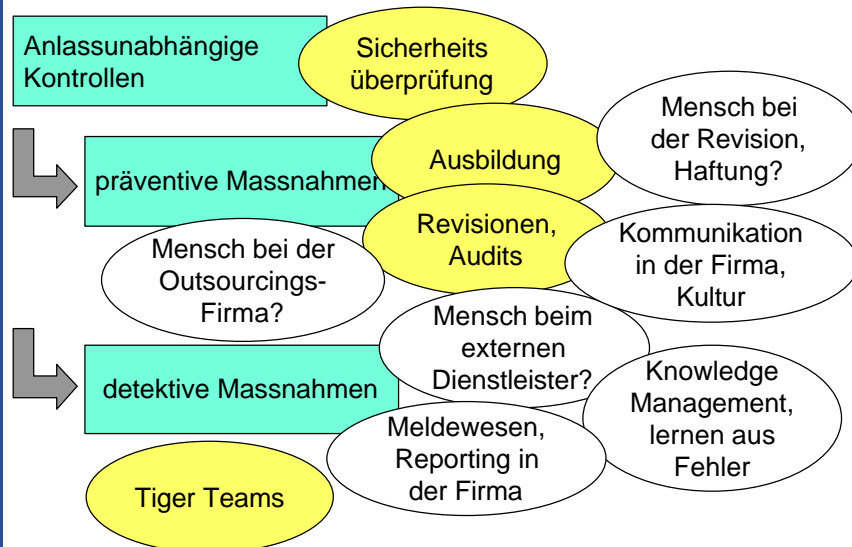 Anlassunabhängige
Kontrollen
Sicherheits
überprüfung
Mensch bei
der Revision,
Haftung?
präventive Massnahmen
Ausbildung
Revisionen,
Audits
Kommunikation
in der Firma,
Kultur
Mensch bei der
Outsourcings-
Firma?
Mensch beim
externen
Dienstleister?
detektive Massnahmen
Knowledge
Management,
lernen aus
Fehler
Meldewesen,
Reporting in
der Firma
Tiger Teams